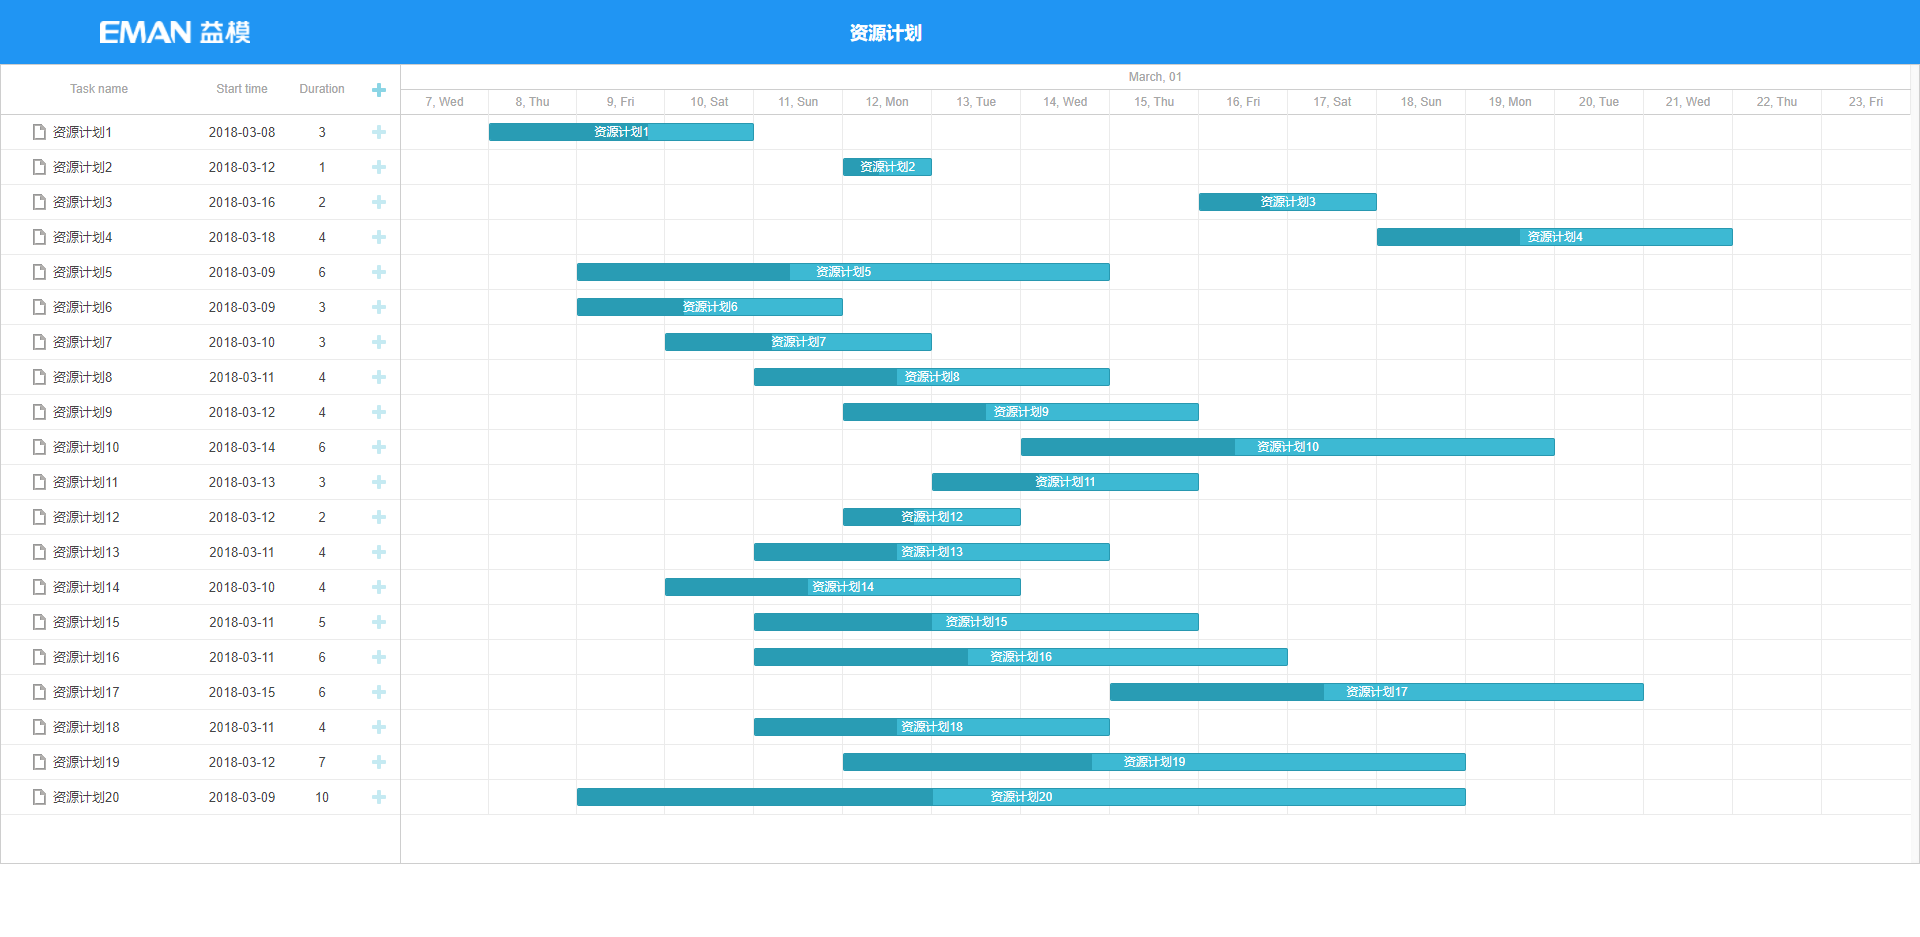 EMAN 益模
资源计划
Task name Start time Duration
March, 01
7, Wed 8, Thu 9, Fri 10, Sat 11, Sun 12, Mon 13, Tue 14, Wed 15, Thu 16, Fri 17, Sat 18, Sun 19, Mon 20, Tue 21, Wed 22, Thu 23, Fri
资源计划1 2018-03-08 3 资源计划1
资源计划2 2018-03-12 1 资源计划2
资源计划3 2018-03-16 2 资源计划3
资源计划4 2018-03-18 4 资源计划4
资源计划5 2018-03-09 6 资源计划5
资源计划6 2018-03-09 3 资源计划6
资源计划7 2018-03-10 3 资源计划7
资源计划8 2018-03-11 4 资源计划8
资源计划9 2018-03-12 4 资源计划9
资源计划10 2018-03-14 6 资源计划10
资源计划11 2018-03-13 3 资源计划11
资源计划12 2018-03-12 2 资源计划12
资源计划13 2018-03-11 4 资源计划13
资源计划14 2018-03-10 4 资源计划14
资源计划15 2018-03-11 5 资源计划15
资源计划16 2018-03-11 6 资源计划16
资源计划17 2018-03-15 6 资源计划17
资源计划18 2018-03-11 4 资源计划18
资源计划19 2018-03-12 7 资源计划19
资源计划20 2018-03-09 10 资源计划20